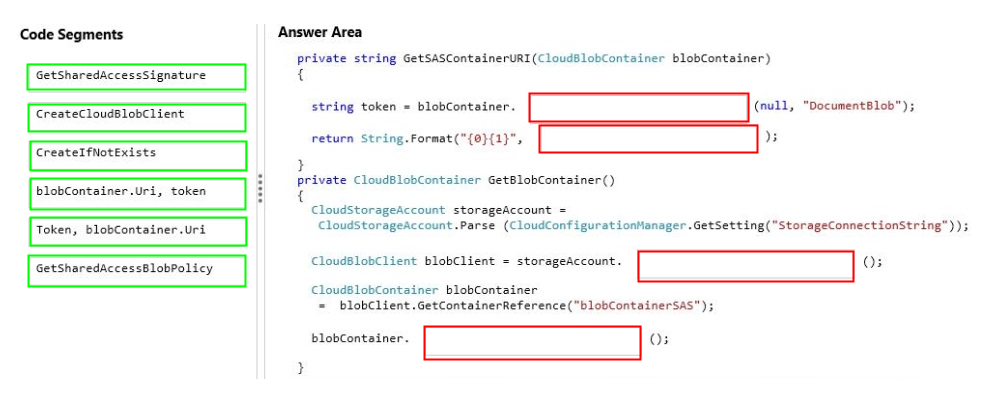 Code Segments
GetSharedAccessSignature
CreateCloudBlobClient
CreateIfNotExists
blobContainer.Uri, token
Token, blobContainer.Uri
GetSharedAccessBlobPolicy
Answer Area
private string GetSASContainerURI(CloudBlobContainer blobContainer)
{
string token = blobContainer. (null, "DocumentBlob");
return String.Format("{0}{1}", );
}
private CloudBlobContainer GetBlobContainer()
{
CloudStorageAccount storageAccount =
CloudStorageAccount.Parse (CloudConfigurationManager.GetSetting("StorageConnectionString"));
CloudBlobClient blobClient = storageAccount. ();
CloudBlobContainer blobContainer
= blobClient.GetContainerReference("blobContainerSAS");
blobContainer. ();
}